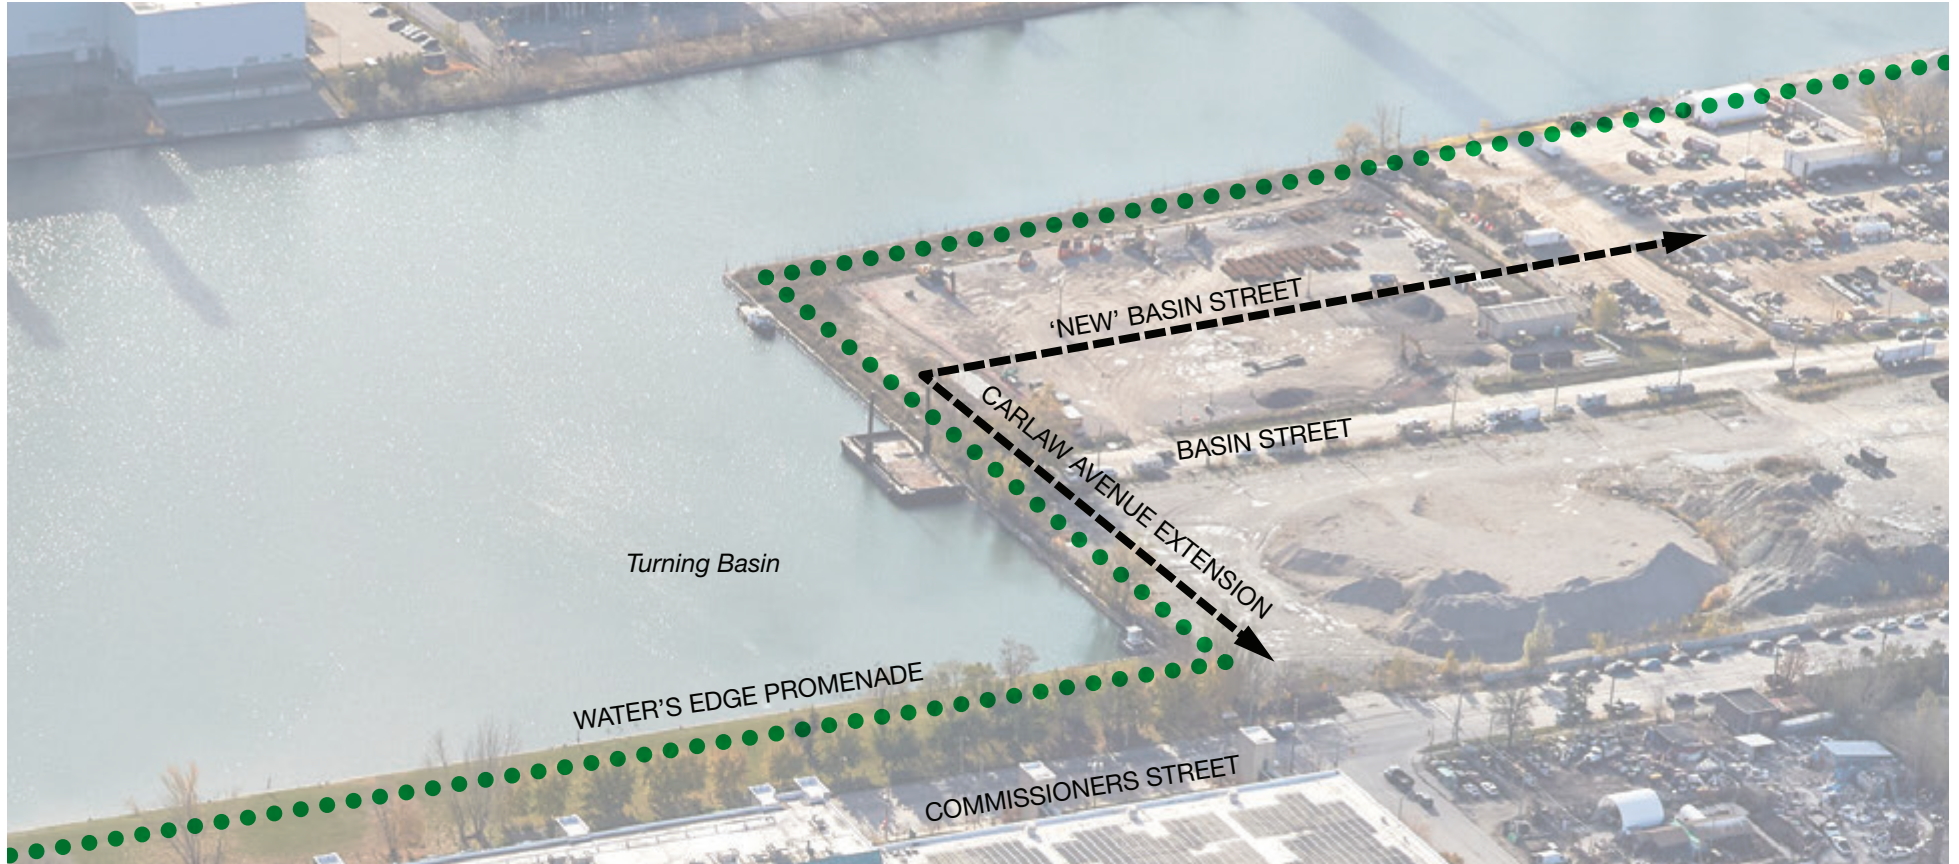 ‘NEW’ BASIN STREET
CARLAW AVENUE EXTENSION
BASIN STREET
Turning Basin
WATER’S EDGE PROMENADE
COMMISSIONERS STREET